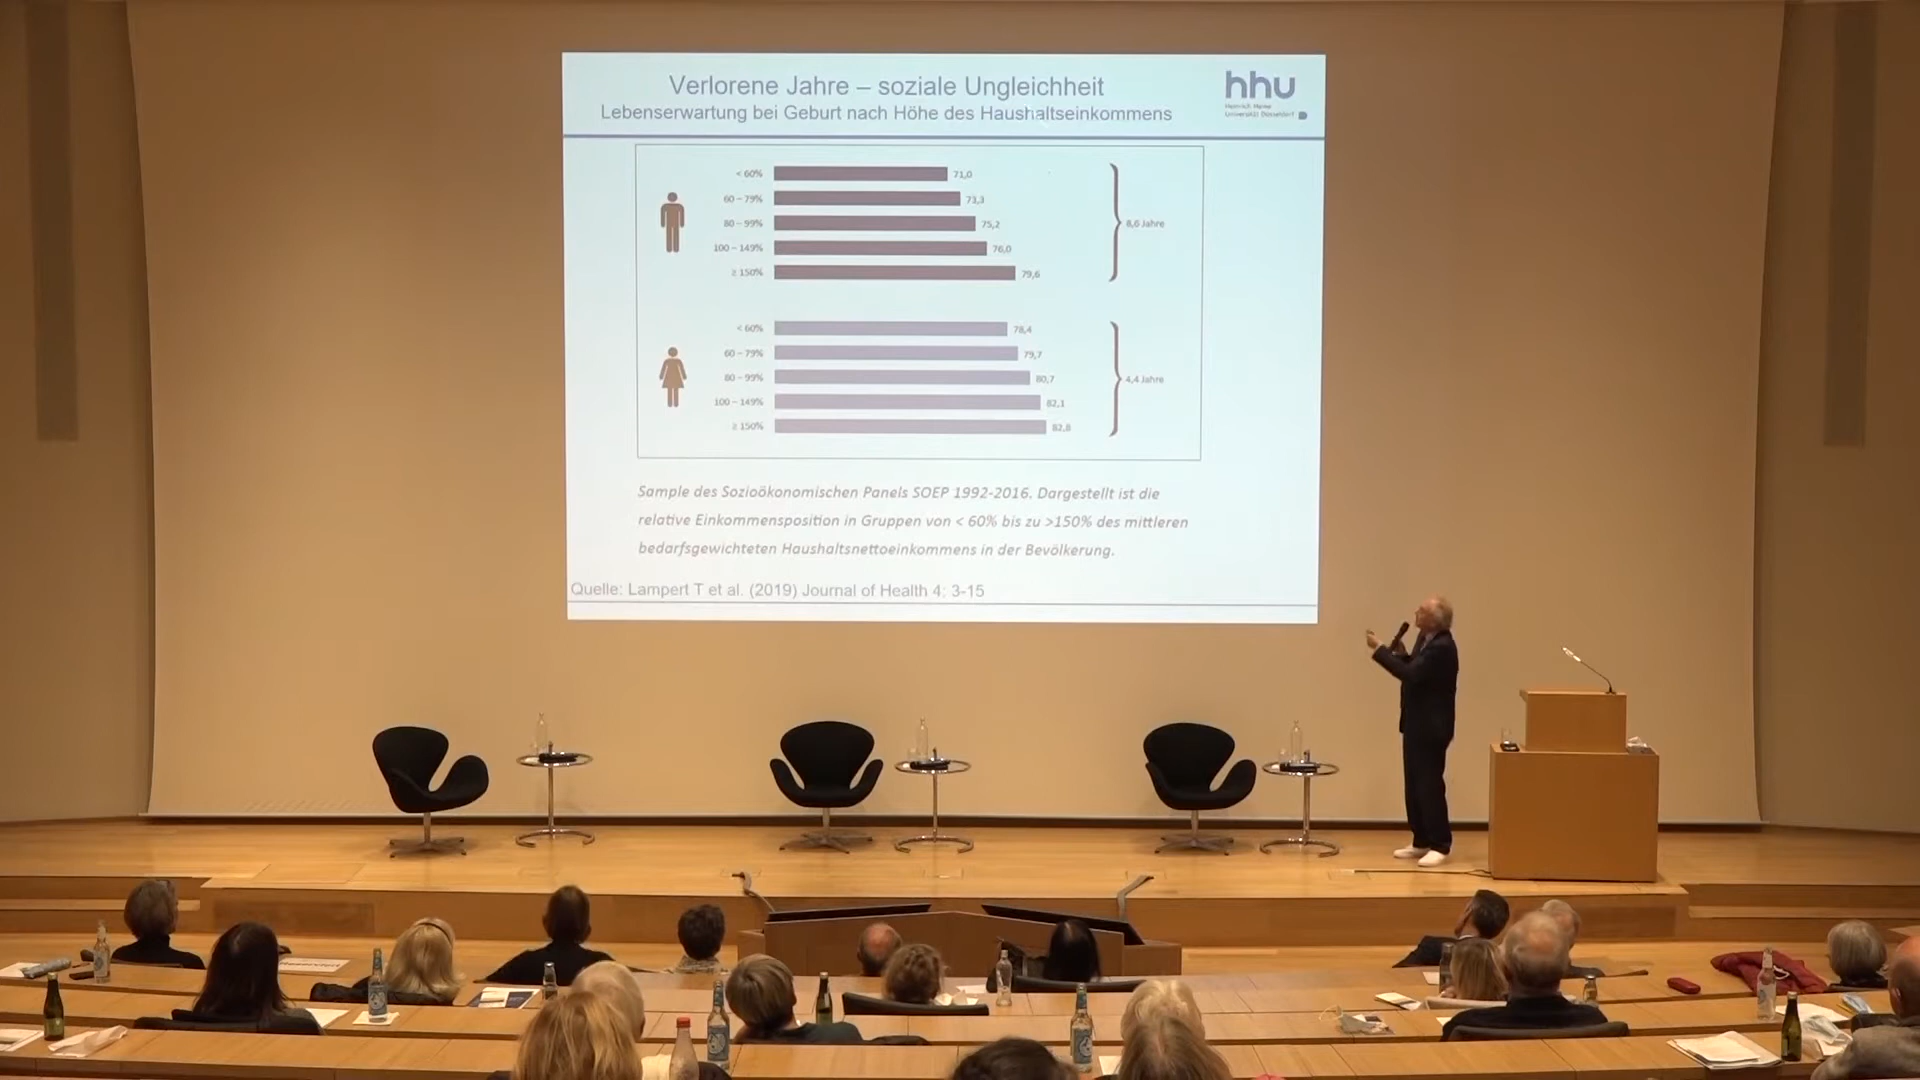 Verlorene Jahre – soziale Ungleichheit
Lebenserwartung bei Geburt nach Höhe des Haushaltseinkommens
hhu
Heinrich Heine
Universität Düsseldorf
< 60% 71,0
60 – 79% 73,3
80 – 99% 75,2
100 – 149% 76,0
≥ 150% 79,6
8,6 Jahre
< 60% 78,4
60 – 79% 79,7
80 – 99% 80,7
100 – 149% 82,1
≥ 150% 82,8
4,4 Jahre
Sample des Sozioökonomischen Panels SOEP 1992-2016. Dargestellt ist die
relative Einkommensposition in Gruppen von < 60% bis zu >150% des mittleren
bedarfsgewichteten Haushaltsnettoeinkommens in der Bevölkerung.
Quelle: Lampert T et al. (2019) Journal of Health 4: 3-15